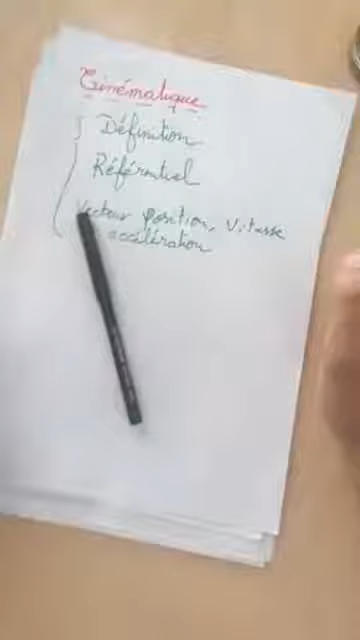 Cinématique
Définition
Référentiel
Vecteur position, vitesse
accélération